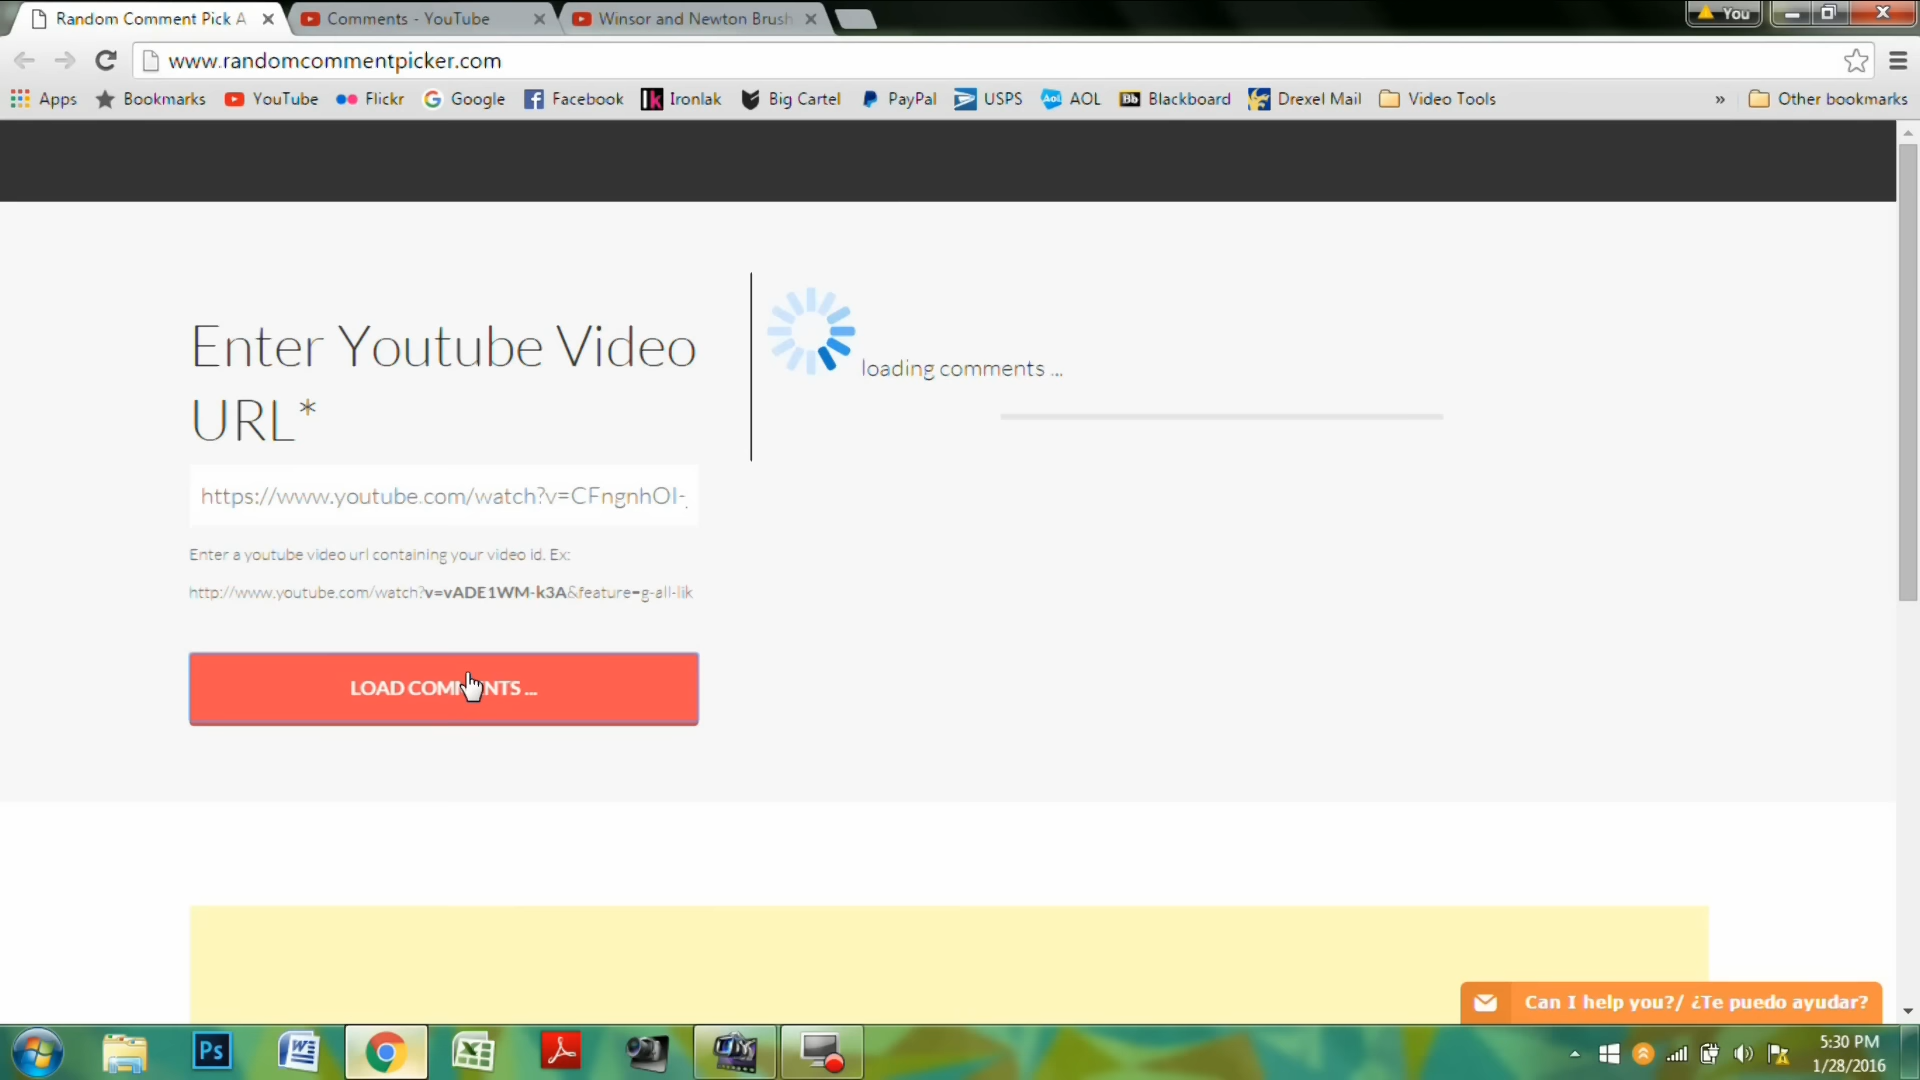 Random Comment Pick A
Comments - YouTube
Winsor and Newton Brush
You
www.randomcommentpicker.com
Apps
Bookmarks
YouTube
Flickr
Google
Facebook
Ironlak
Big Cartel
PayPal
USPS
AOL
Blackboard
Drexel Mail
Video Tools
»
Other bookmarks
Enter Youtube Video
URL*
loading comments ...
https://www.youtube.com/watch?v=CFngnhOI-
Enter a youtube video url containing your video id. Ex:
http://www.youtube.com/watch?v=vADE1WM-k3A&feature=g-all-lik
LOAD COMMENTS ...
Can I help you?/ ¿Te puedo ayudar?
Ps
5:30 PM
1/28/2016